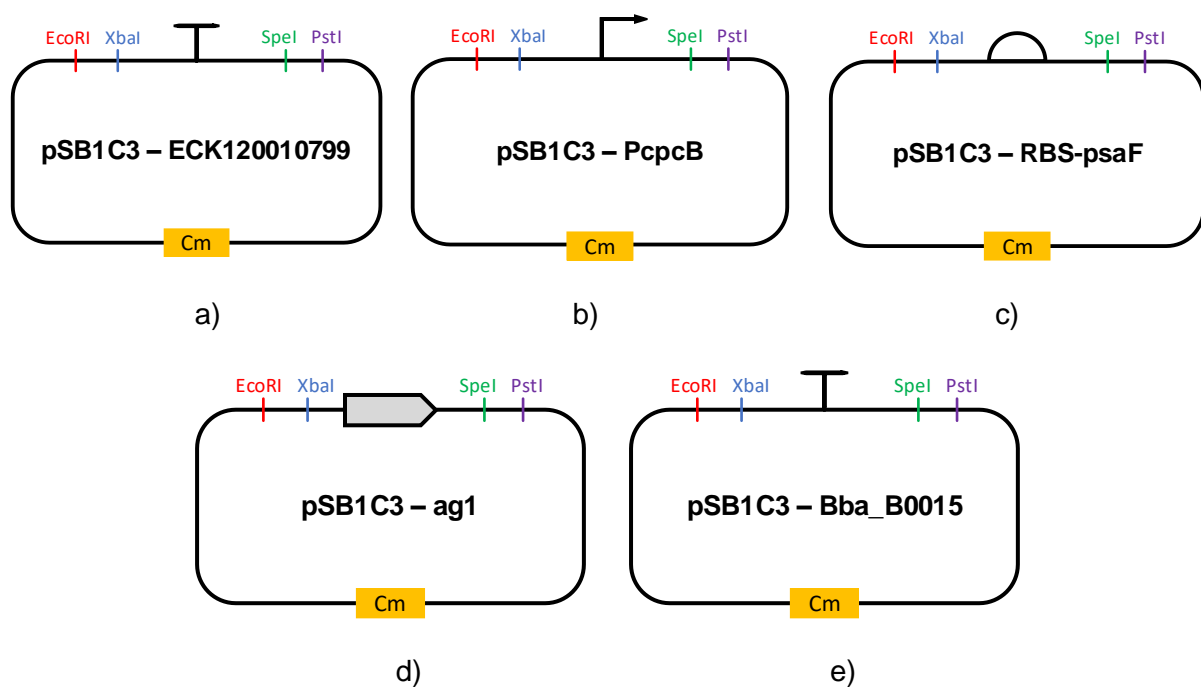 EcoRI XbaI SpeI PstI
pSB1C3 – ECK120010799
Cm
a)
EcoRI XbaI SpeI PstI
pSB1C3 – PcpcB
Cm
b)
EcoRI XbaI SpeI PstI
pSB1C3 – RBS-psaF
Cm
c)
EcoRI XbaI SpeI PstI
pSB1C3 – ag1
Cm
d)
EcoRI XbaI SpeI PstI
pSB1C3 – Bba_B0015
Cm
e)